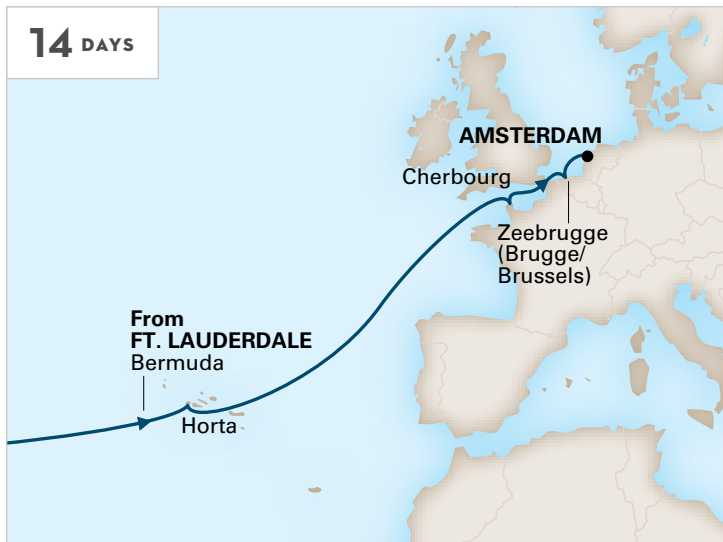 14 DAYS
AMSTERDAM
Cherbourg
Zeebrugge
(Brugge/
Brussels)
From
FT. LAUDERDALE
Bermuda
Horta